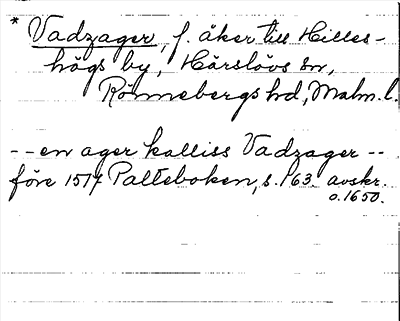 * Vadzager, f. åker till Hilles-
högs by, Härslövs sn,
Rönnebergs hd, Malm. l.
-- en ager kalliss Vadzager --
före 1517 Palteboken, s. 163. avskr.
o. 1650.